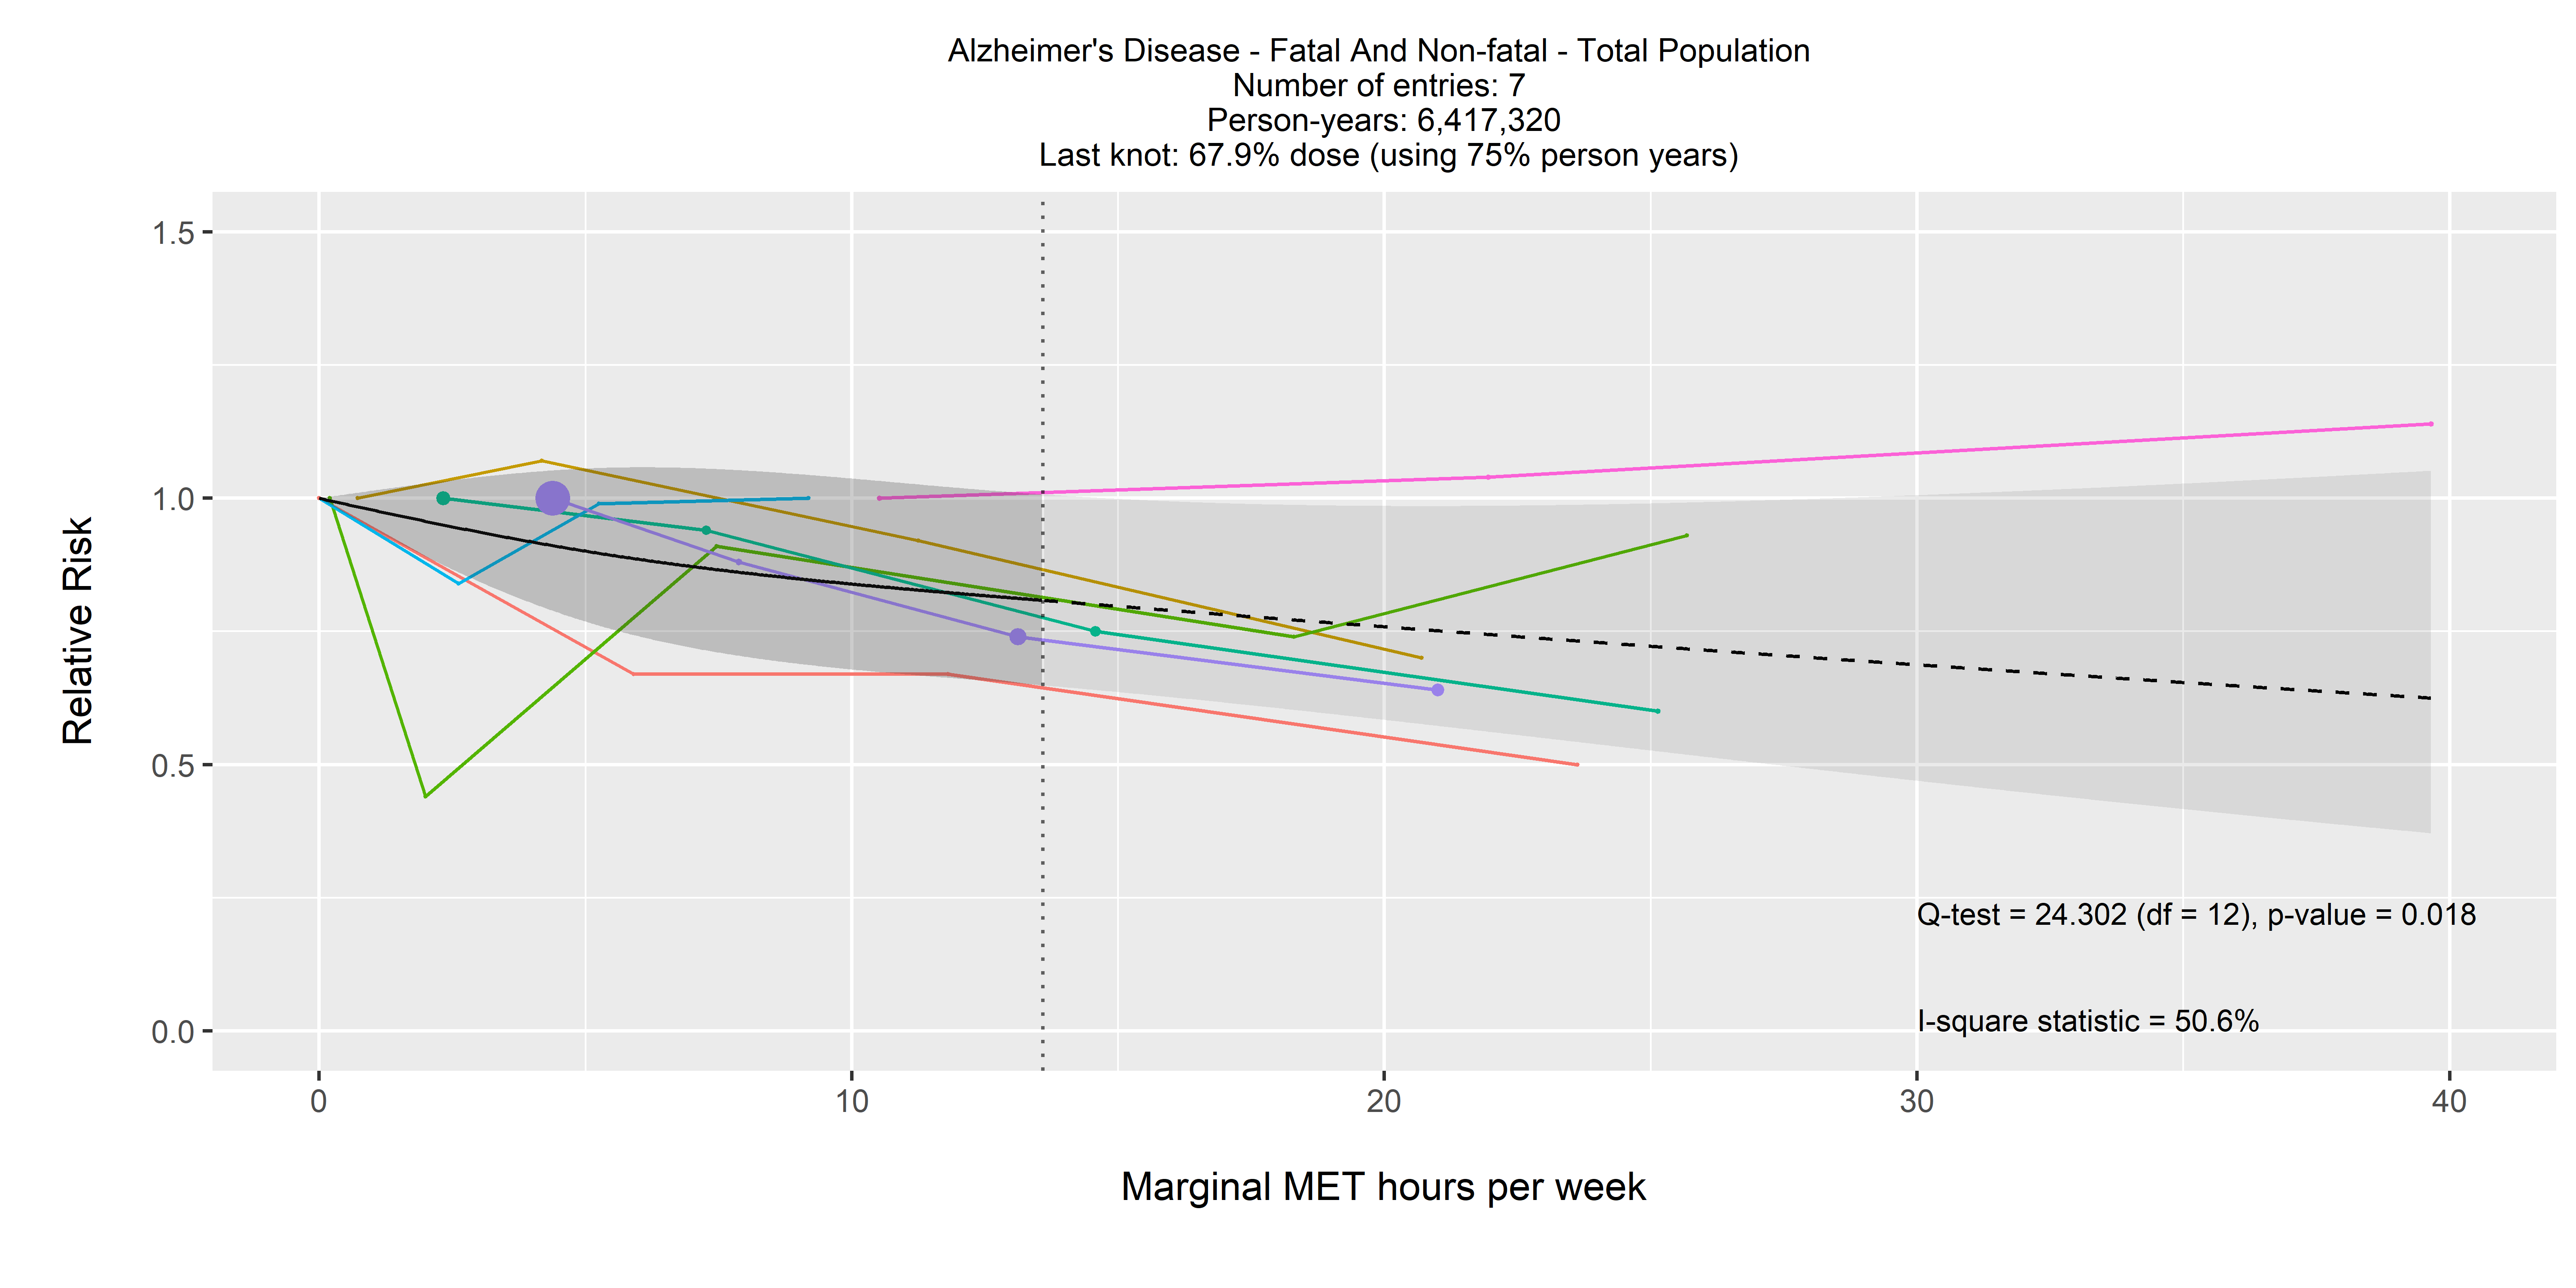 Alzheimer's Disease - Fatal And Non-fatal - Total Population
Number of entries: 7
Person-years: 6,417,320
Last knot: 67.9% dose (using 75% person years)
1.5
1.0
0.5
0.0
Relative Risk
Q-test = 24.302 (df = 12), p-value = 0.018
I-square statistic = 50.6%
0 10 20 30 40
Marginal MET hours per week